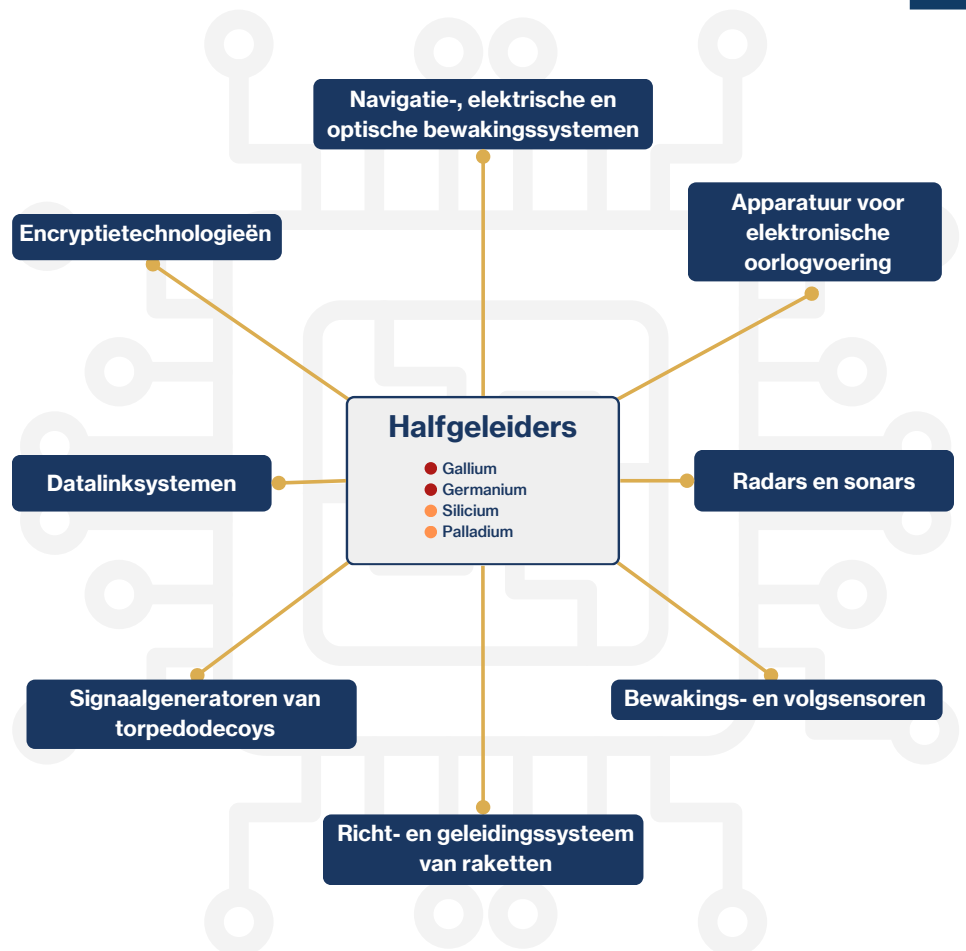 Navigatie-, elektrische en
optische bewakingssystemen
Apparatuur voor
elektronische
oorlogvoering
Encryptietechnologieën
Halfgeleiders
Gallium
Germanium
Silicium
Palladium
Datalinksystemen
Radars en sonars
Signaalgeneratoren van
torpedodecoys
Bewakings- en volgsensoren
Richt- en geleidingssysteem
van raketten